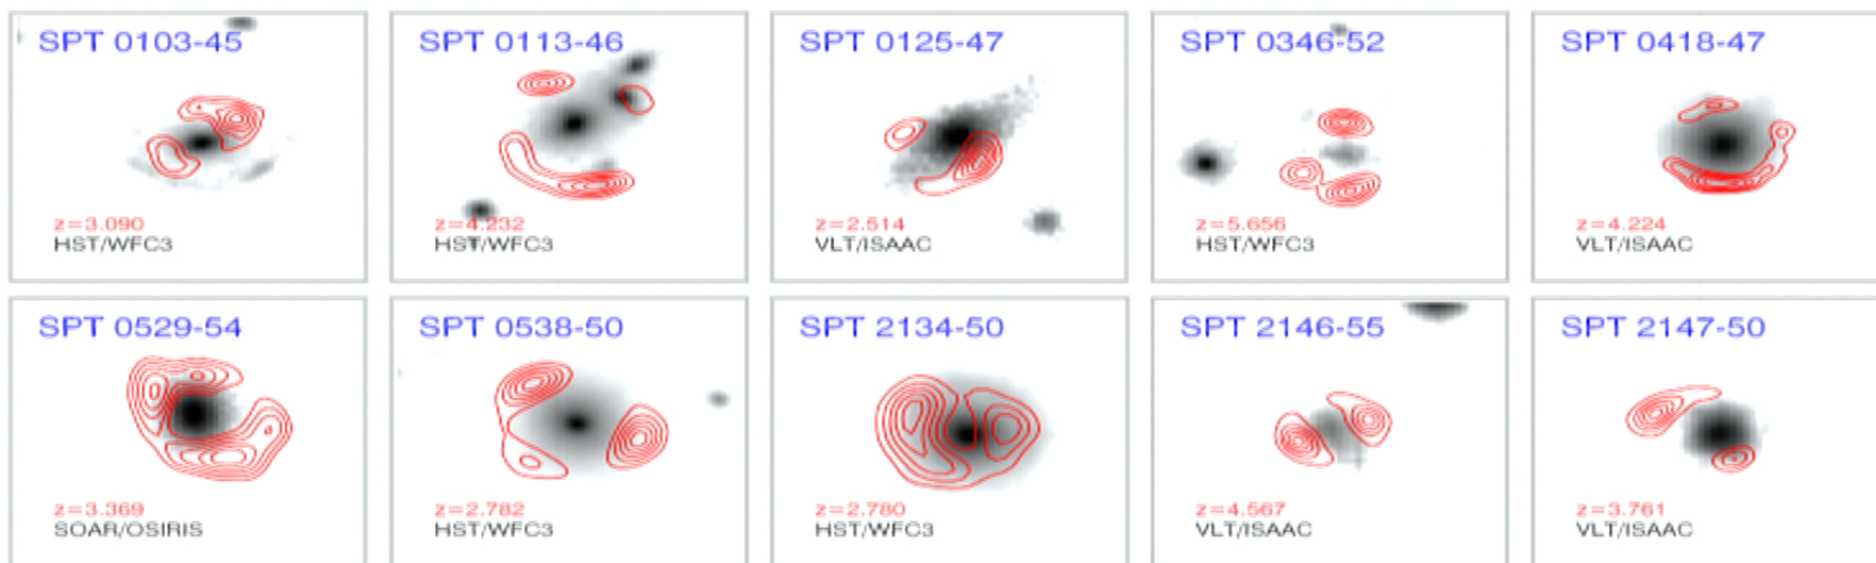 SPT 0103-45
z=3.090
HST/WFC3
SPT 0113-46
z=4.232
HST/WFC3
SPT 0125-47
z=2.514
VLT/ISAAC
SPT 0346-52
z=5.656
HST/WFC3
SPT 0418-47
z=4.224
VLT/ISAAC
SPT 0529-54
z=3.369
SOAR/OSIRIS
SPT 0538-50
z=2.782
HST/WFC3
SPT 2134-50
z=2.780
HST/WFC3
SPT 2146-55
z=4.567
VLT/ISAAC
SPT 2147-50
z=3.761
VLT/ISAAC